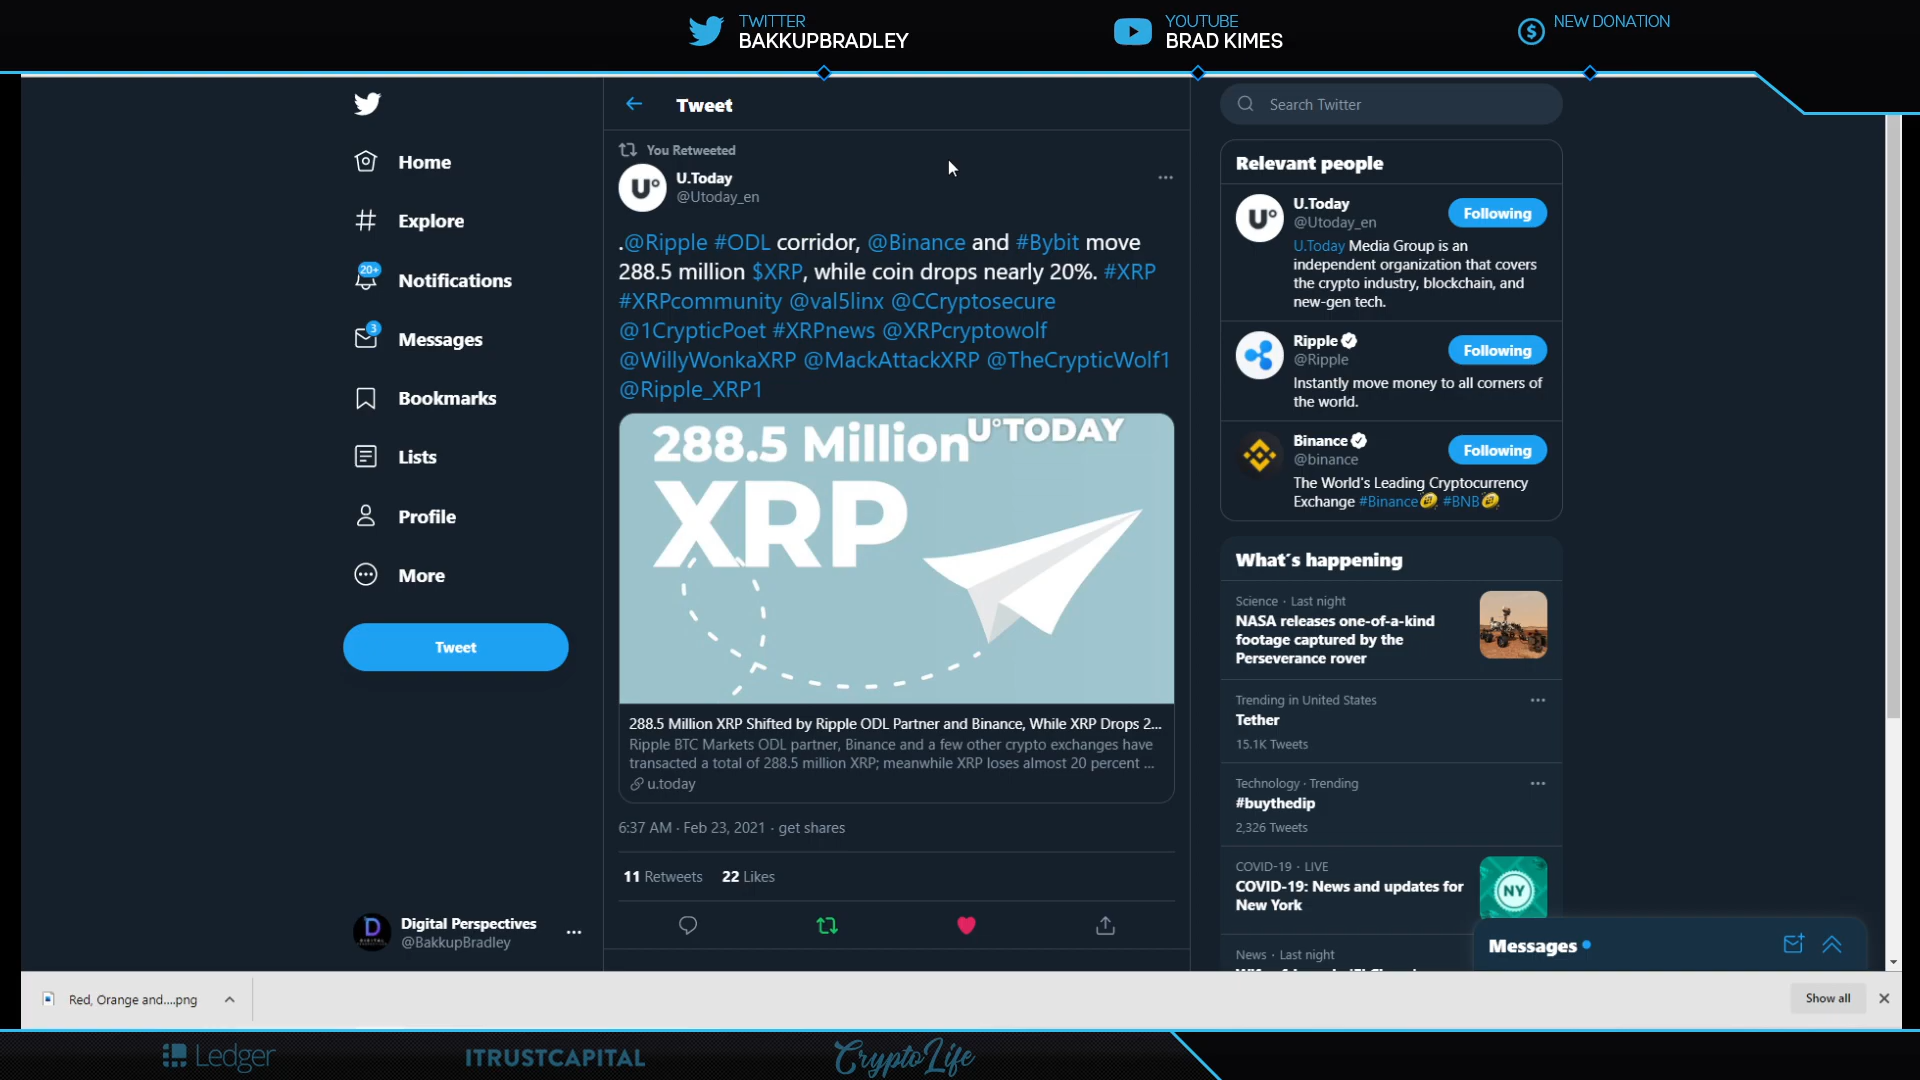 TWITTER
BAKKUPBRADLEY
YOUTUBE
BRAD KIMES
NEW DONATION
Home
Explore
20+
Notifications
3
Messages
Bookmarks
Lists
Profile
More
Tweet
Digital Perspectives
@BakkupBradley
Tweet
You Retweeted
U.Today
@Utoday_en
.@Ripple #ODL corridor, @Binance and #Bybit move
288.5 million $XRP, while coin drops nearly 20%. #XRP
#XRPcommunity @val5linx @CCryptosecure
@1CrypticPoet #XRPnews @XRPcryptowolf
@WillyWonkaXRP @MackAttackXRP @TheCrypticWolf1
@Ripple_XRP1
288.5 Million
U°TODAY
XRP
288.5 Million XRP Shifted by Ripple ODL Partner and Binance, While XRP Drops 2...
Ripple BTC Markets ODL partner, Binance and a few other crypto exchanges have
transacted a total of 288.5 million XRP; meanwhile XRP loses almost 20 percent ...
u.today
6:37 AM · Feb 23, 2021 · get shares
11 Retweets 22 Likes
Search Twitter
Relevant people
U.Today
@Utoday_en
Following
U.Today Media Group is an
independent organization that covers
the crypto industry, blockchain, and
new-gen tech.
Ripple
@Ripple
Following
Instantly move money to all corners of
the world.
Binance
@binance
Following
The World's Leading Cryptocurrency
Exchange #Binance #BNB
What's happening
Science · Last night
NASA releases one-of-a-kind
footage captured by the
Perseverance rover
Trending in United States
Tether
15.1K Tweets
Technology · Trending
#buythedip
2,326 Tweets
COVID-19 · LIVE
COVID-19: News and updates for
New York
NY
News · Last night
Messages
Red, Orange and....png
Show all
Ledger
ITRUSTCAPITAL
CryptoLife